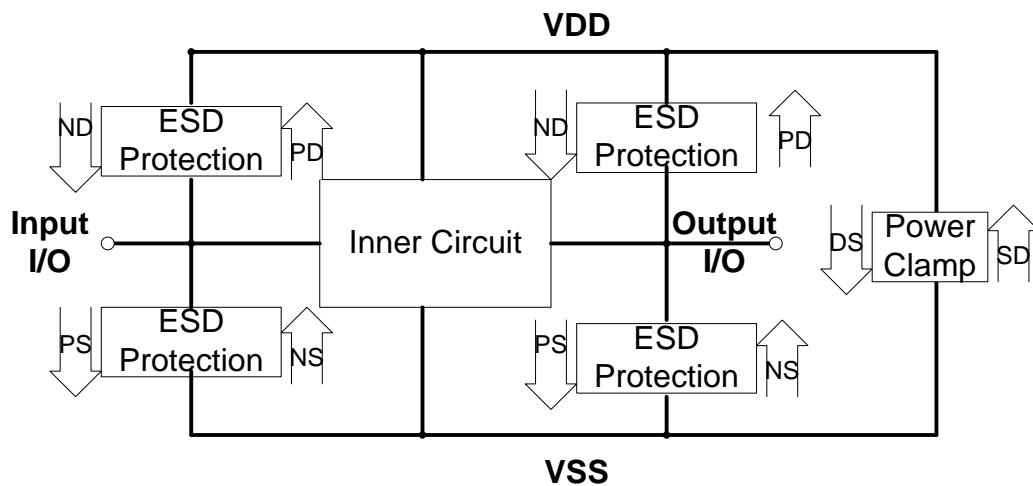 VDD
ND
ESD
Protection
PD
ND
ESD
Protection
PD
Input
I/O
Inner Circuit
Output
I/O
DS
Power
Clamp
SD
PS
ESD
Protection
NS
PS
ESD
Protection
NS
VSS